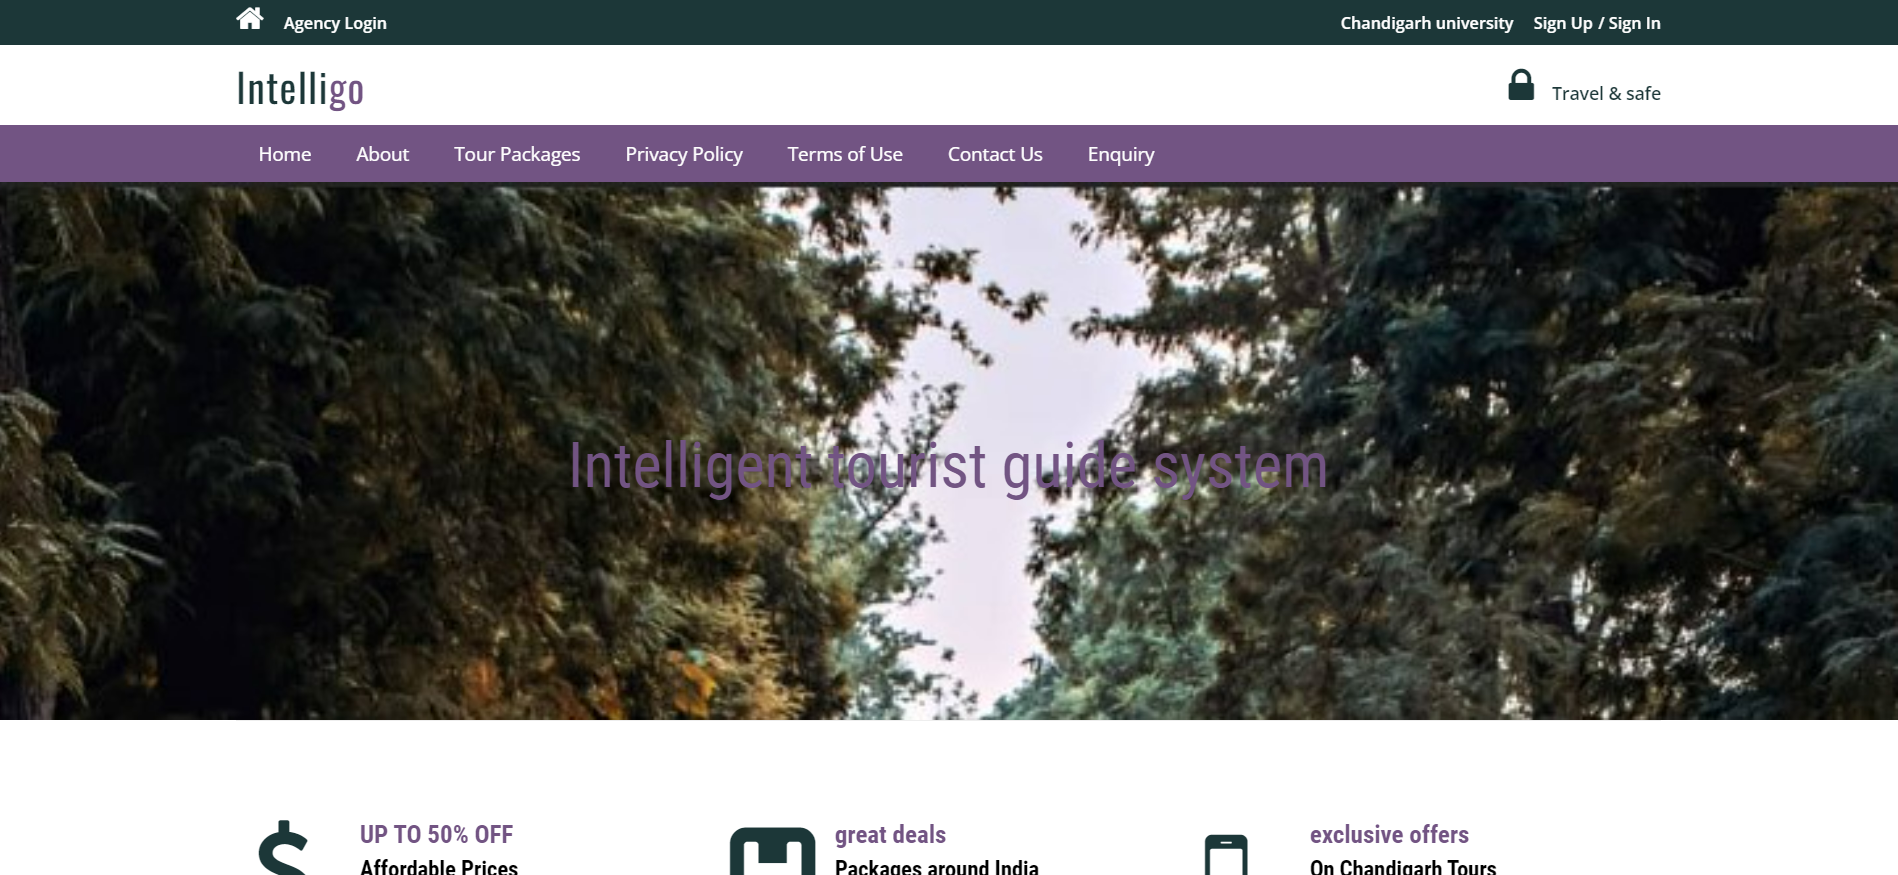 Agency Login
Chandigarh university
Sign Up / Sign In
Intelligo
Travel & safe
Home
About
Tour Packages
Privacy Policy
Terms of Use
Contact Us
Enquiry
Intelligent tourist guide system
UP TO 50% OFF
Affordable Prices
great deals
Packages around India
exclusive offers
On Chandigarh Tours